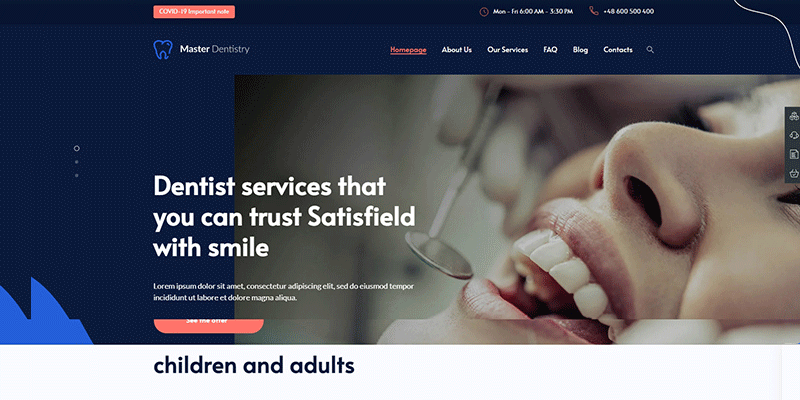 COVID-19 Important note
Mon - Fri 6:00 AM - 3:30 PM
+48 600 500 400
Master Dentistry
Homepage
About Us
Our Services
FAQ
Blog
Contacts
Dentist services that
you can trust Satisfield
with smile
Lorem ipsum dolor sit amet, consectetur adipiscing elit, sed do eiusmod tempor
incididunt ut labore et dolore magna aliqua.
See the offer
children and adults